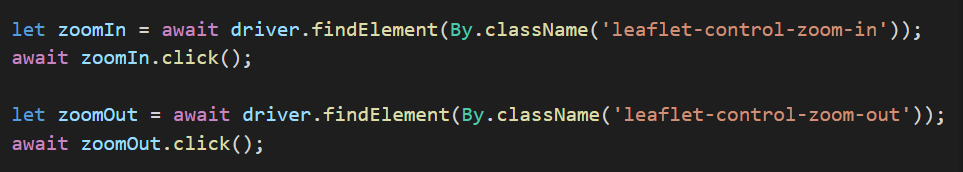 let zoomIn = await driver.findElement(By.className('leaflet-control-zoom-in'));
await zoomIn.click();
let zoomOut = await driver.findElement(By.className('leaflet-control-zoom-out'));
await zoomOut.click();